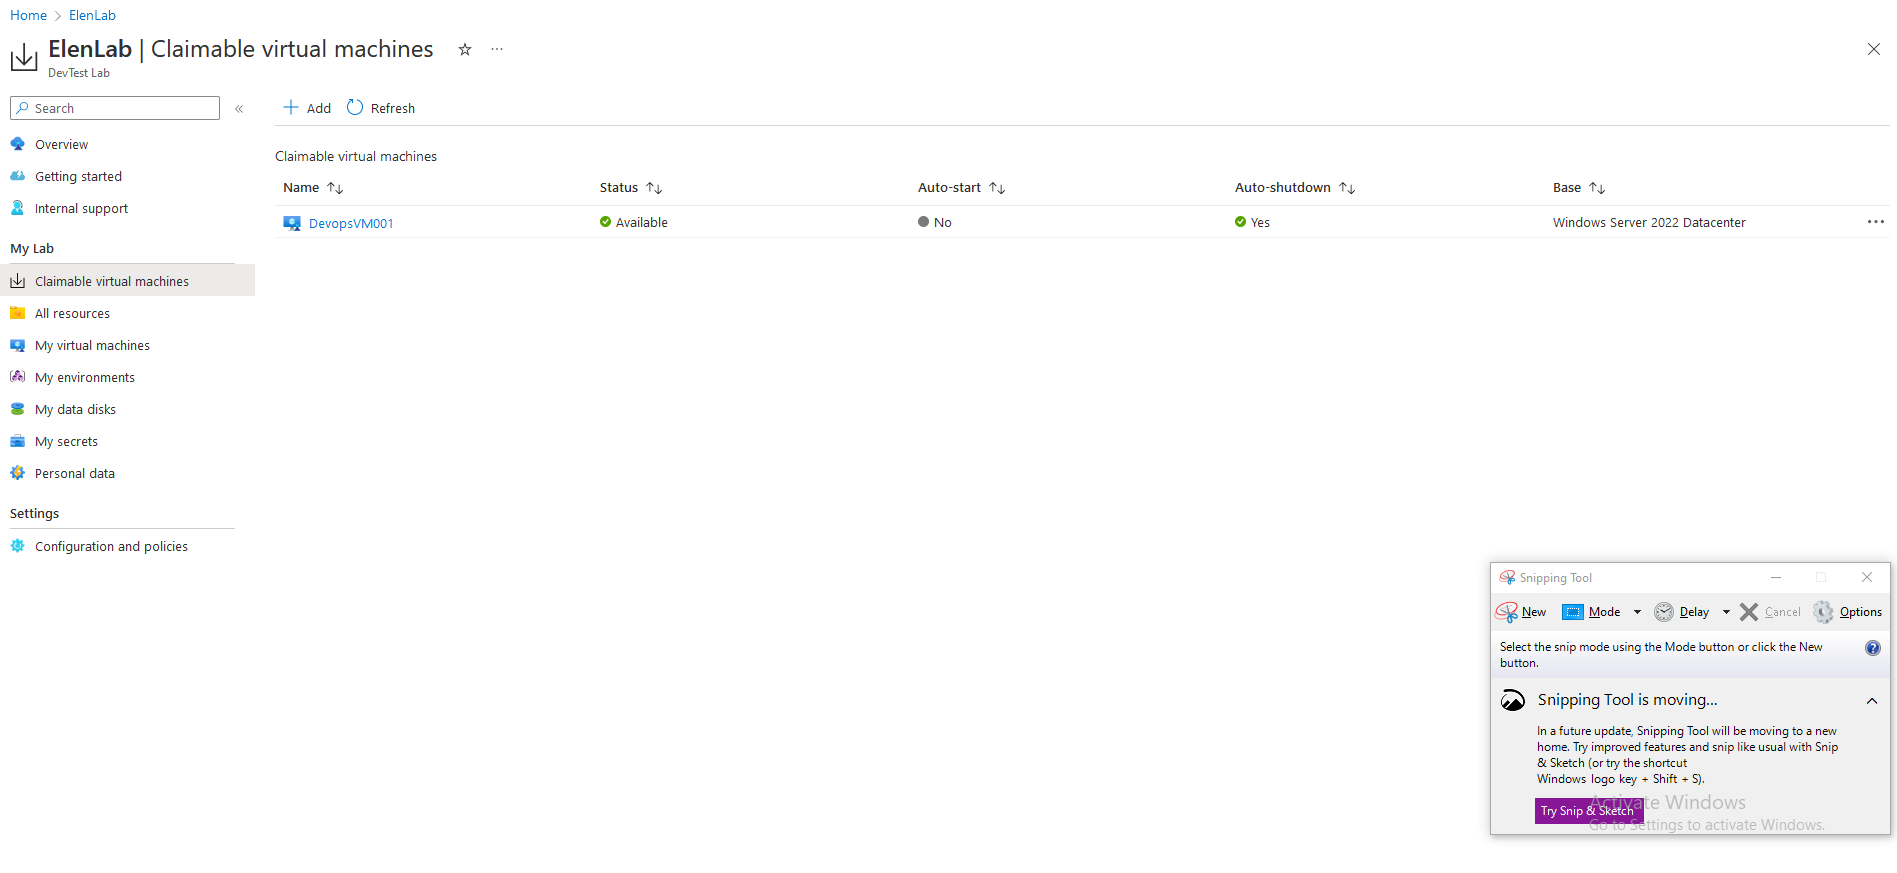 Home > ElenLab
ElenLab | Claimable virtual machines
DevTest Lab
Search
Overview
Getting started
Internal support
My Lab
Claimable virtual machines
All resources
My virtual machines
My environments
My data disks
My secrets
Personal data
Settings
Configuration and policies
Add Refresh
Claimable virtual machines
Name Status Auto-start Auto-shutdown Base
DevopsVM001 Available No Yes Windows Server 2022 Datacenter
Snipping Tool
New Mode Delay Cancel Options
Select the snip mode using the Mode button or click the New
button.
Snipping Tool is moving...
In a future update, Snipping Tool will be moving to a new
home. Try improved features and snip like usual with Snip
& Sketch (or try the shortcut
Windows logo key + Shift + S).
Try Snip & Sketch
Activate Windows
Go to Settings to activate Windows.